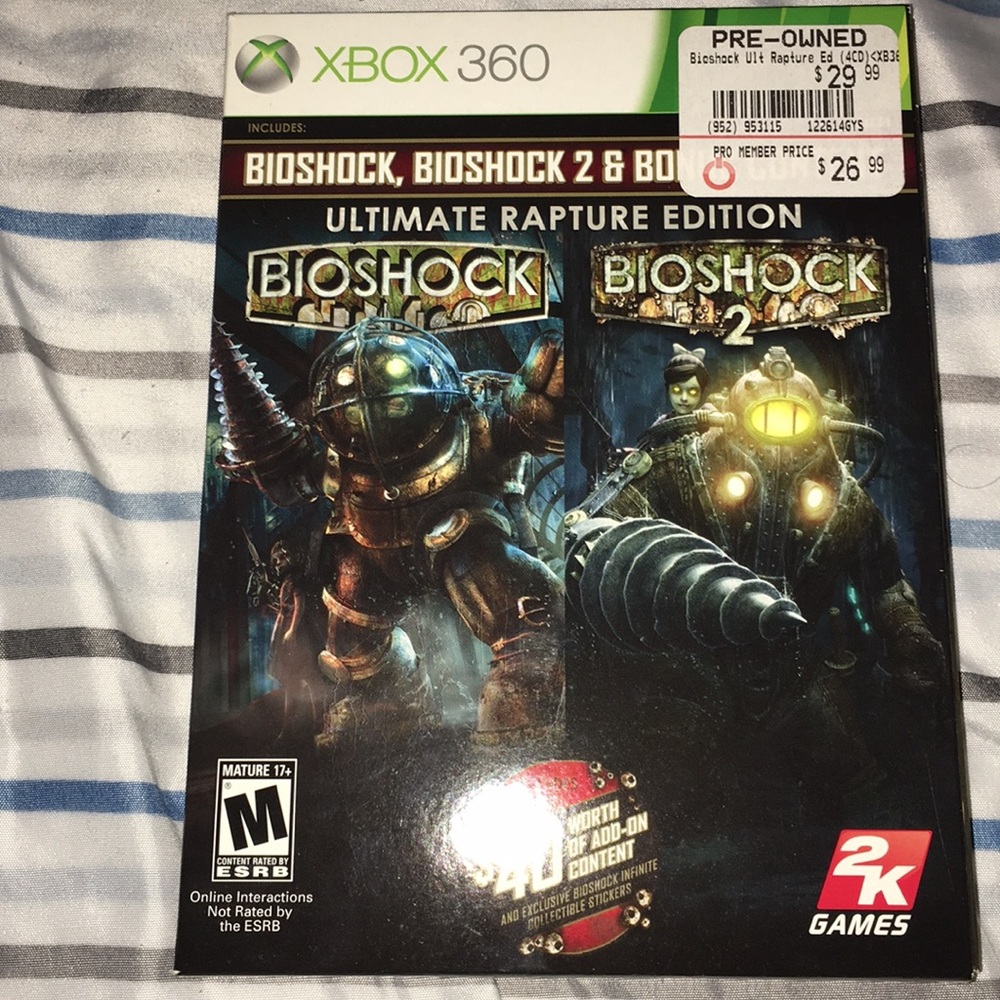 XBOX 360
PRE-OWNED
Bioshock Ult Rapture Ed (4CD)<XB36
$29 99
(952) 953115 122614GYS
PRO MEMBER PRICE
$26 99
INCLUDES:
BIOSHOCK, BIOSHOCK 2 &
ULTIMATE RAPTURE EDITION
BIOSHOCK
BIOSHOCK
2
MATURE 17+
M
®
CONTENT RATED BY
ESRB
Online Interactions
Not Rated by
the ESRB
$40
WORTH
OF ADD-ON
CONTENT
AND EXCLUSIVE BIOSHOCK INFINITE
COLLECTIBLE STICKERS
2K
GAMES